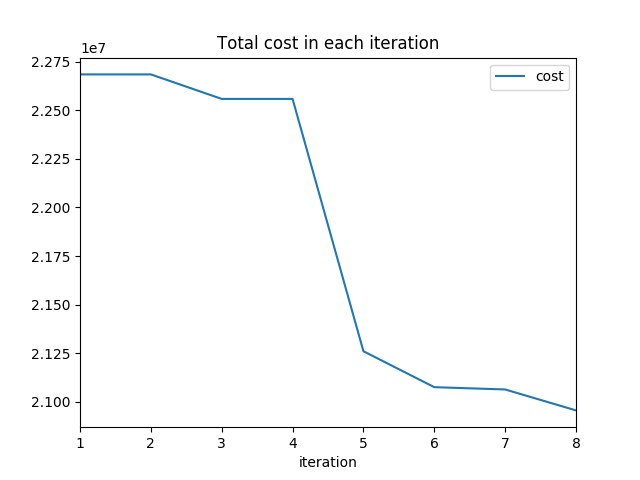 Total cost in each iteration
1e7
cost
2.275
2.250
2.225
2.200
2.175
2.150
2.125
2.100
1 2 3 4 5 6 7 8
iteration